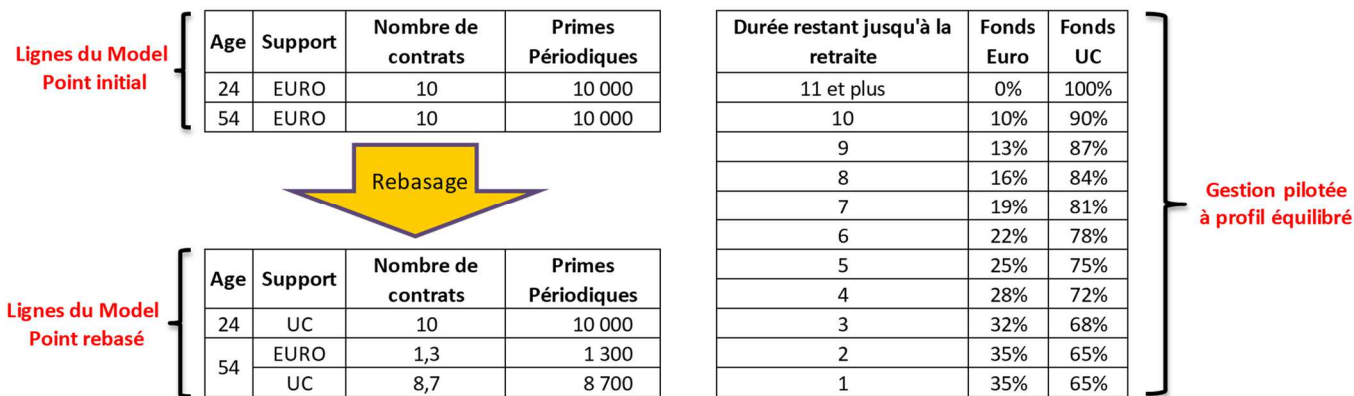 Lignes du Model
Point initial
Age Support Nombre de contrats Primes Périodiques
24 EURO 10 10 000
54 EURO 10 10 000
Rebasage
Lignes du Model
Point rebasé
Age Support Nombre de contrats Primes Périodiques
24 UC 10 10 000
54 EURO 1,3 1 300
UC 8,7 8 700
Durée restant jusqu'à la retraite Fonds Euro Fonds UC
11 et plus 0% 100%
10 10% 90%
9 13% 87%
8 16% 84%
7 19% 81%
6 22% 78%
5 25% 75%
4 28% 72%
3 32% 68%
2 35% 65%
1 35% 65%
Gestion pilotée
à profil équilibré